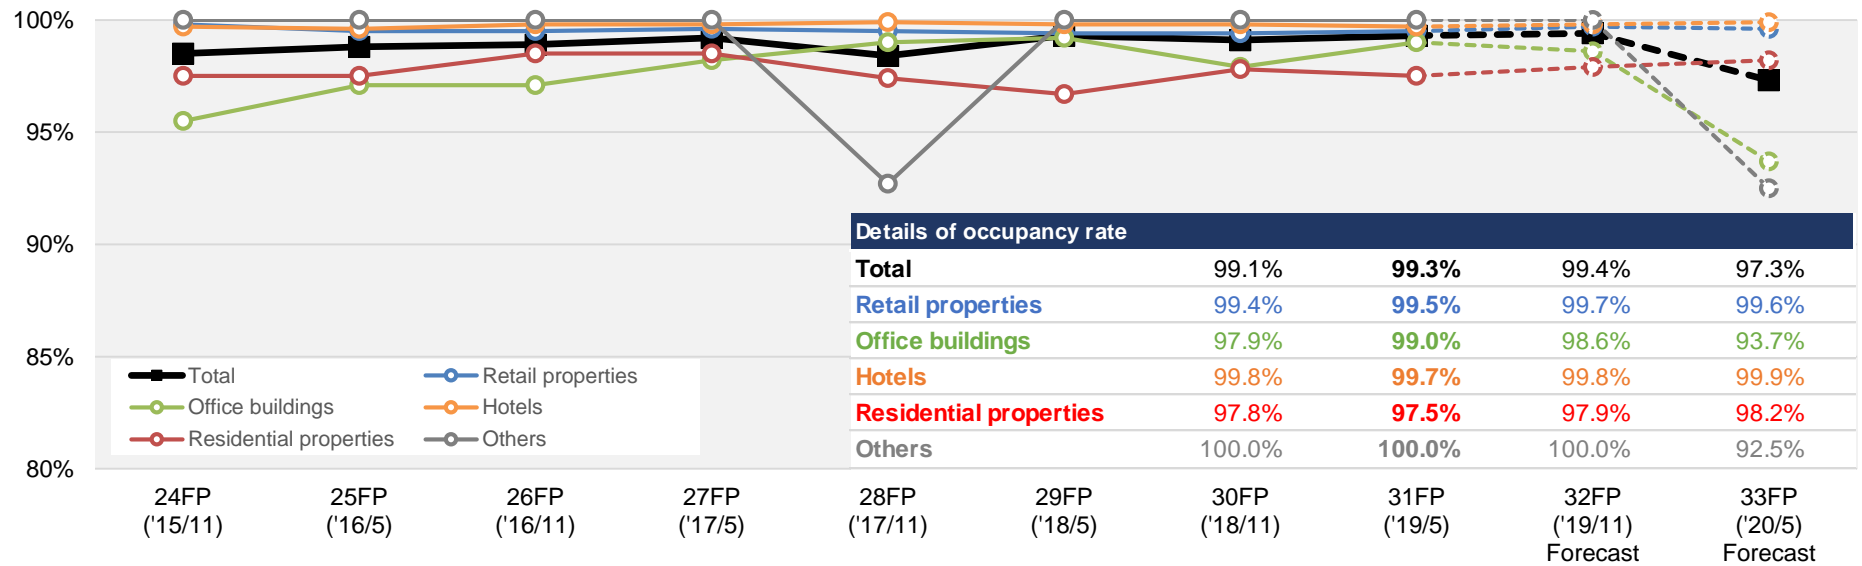 100%
95%
90%
85%
80%
Details of occupancy rate
Total 99.1% 99.3% 99.4% 97.3%
Retail properties 99.4% 99.5% 99.7% 99.6%
Office buildings 97.9% 99.0% 98.6% 93.7%
Hotels 99.8% 99.7% 99.8% 99.9%
Residential properties 97.8% 97.5% 97.9% 98.2%
Others 100.0% 100.0% 100.0% 92.5%
Total Retail properties
Office buildings Hotels
Residential properties Others
24FP 25FP 26FP 27FP 28FP 29FP 30FP 31FP 32FP 33FP
('15/11) ('16/5) ('16/11) ('17/5) ('17/11) ('18/5) ('18/11) ('19/5) ('19/11) ('20/5)
Forecast Forecast